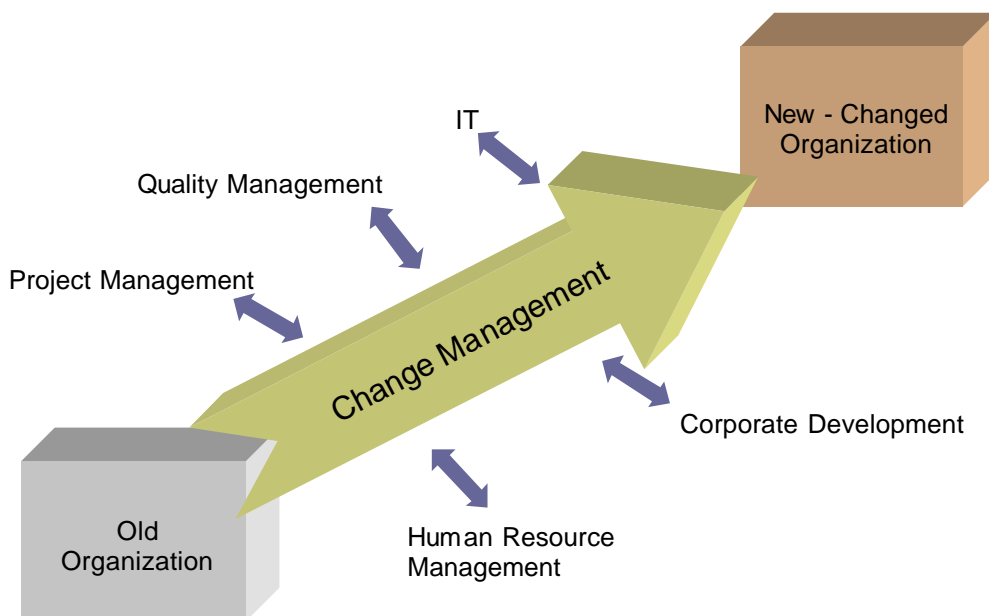 New - Changed
Organization
IT
Quality Management
Project Management
Change Management
Corporate Development
Human Resource
Management
Old
Organization